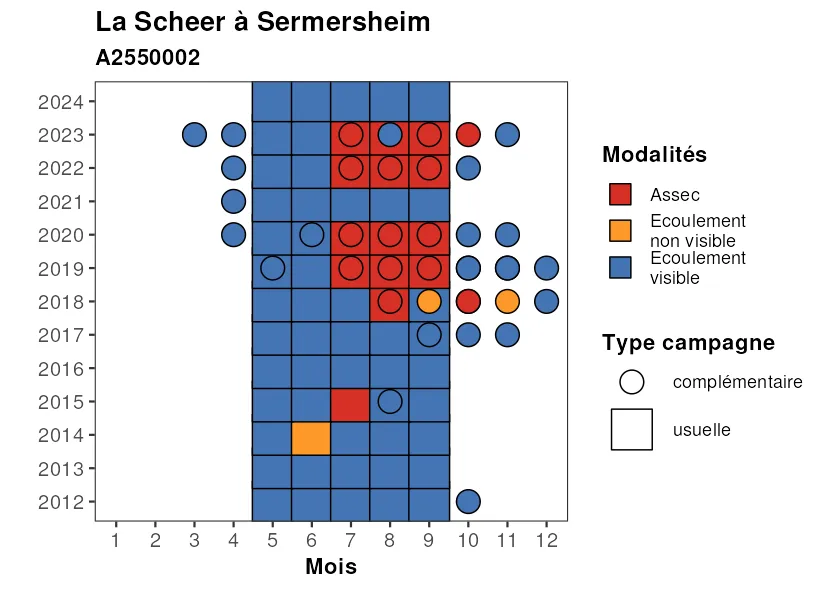 La Scheer à Sermersheim
A2550002
2024
2023
2022
2021
2020
2019
2018
2017
2016
2015
2014
2013
2012
1 2 3 4 5 6 7 8 9 10 11 12
Mois
Modalités
Assec
Ecoulement
non visible
Ecoulement
visible
Type campagne
complémentaire
usuelle